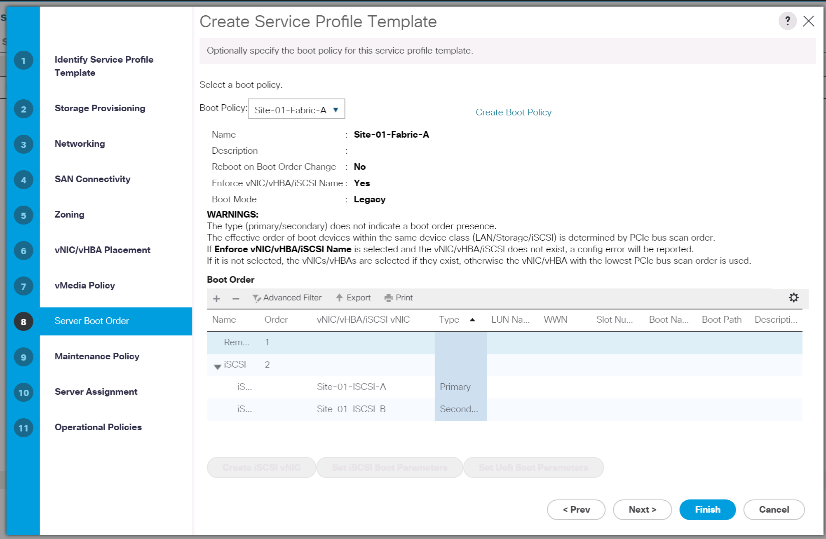 Create Service Profile Template
?
Optionally specify the boot policy for this service profile template.
1 Identify Service Profile
Template
2 Storage Provisioning
3 Networking
4 SAN Connectivity
5 Zoning
6 vNIC/vHBA Placement
7 vMedia Policy
8 Server Boot Order
9 Maintenance Policy
10 Server Assignment
11 Operational Policies
Select a boot policy.
Boot Policy: Site-01-Fabric-A
Create Boot Policy
Name : Site-01-Fabric-A
Description :
Reboot on Boot Order Change : No
Enforce vNIC/vHBA/iSCSI Name : Yes
Boot Mode : Legacy
WARNINGS:
The type (primary/secondary) does not indicate a boot order presence.
The effective order of boot devices within the same device class (LAN/Storage/iSCSI) is determined by PCIe bus scan order.
If Enforce vNIC/vHBA/iSCSI Name is selected and the vNIC/vHBA/iSCSI does not exist, a config error will be reported.
If it is not selected, the vNICs/vHBAs are selected if they exist, otherwise the vNIC/vHBA with the lowest PCIe bus scan order is used.
Boot Order
+ − Advanced Filter Export Print
Name Order vNIC/vHBA/iSCSI vNIC Type LUN Na... WWN Slot Nu... Boot Na... Boot Path Descripti...
Rem... 1
iSCSI 2
iS... Site-01-iSCSI-A Primary
iS... Site-01-iSCSI-B Second...
Create iSCSI vNIC Set iSCSI Boot Parameters Set Uefi Boot Parameters
< Prev Next > Finish Cancel